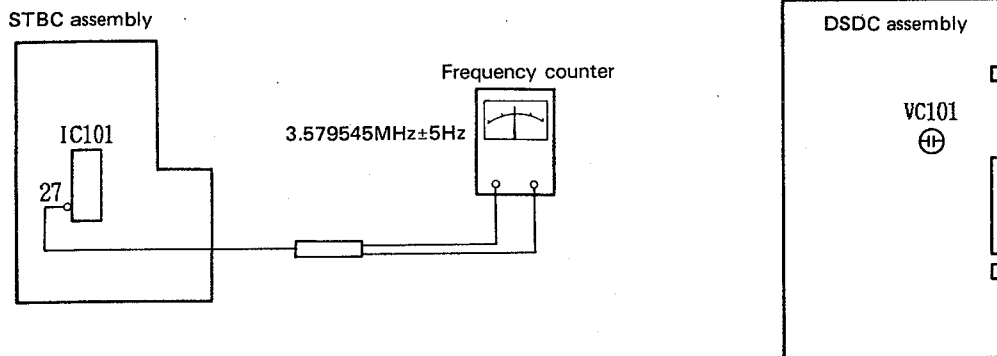 STBC assembly
DSDC assembly
Frequency counter
VC101
IC101
3.579545MHz±5Hz
27